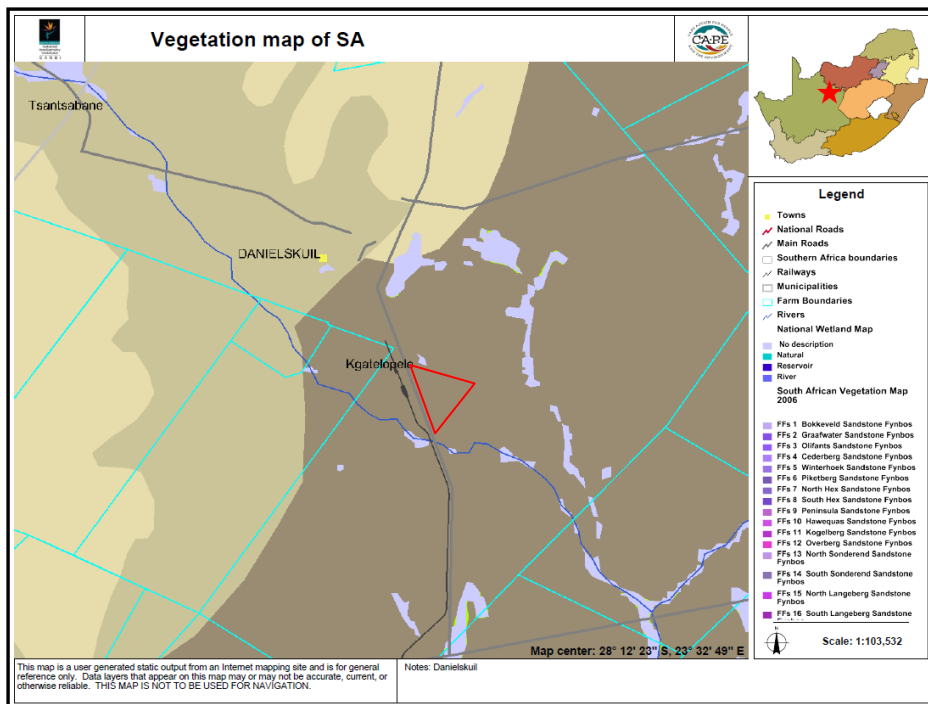 Vegetation map of SA
SANBI
CAPE
Tsantsabane
DANIELSKUIL
Kgatelopele
Map center: 28° 12' 23" S, 23° 32' 49" E
Legend
Towns
National Roads
Main Roads
Southern Africa boundaries
Railways
Municipalities
Farm Boundaries
Rivers
National Wetland Map
No description
Natural
Reservoir
River
South African Vegetation Map
2006
FFs 1 Bokkeveld Sandstone Fynbos
FFs 2 Graafwater Sandstone Fynbos
FFs 3 Olifants Sandstone Fynbos
FFs 4 Cederberg Sandstone Fynbos
FFs 5 Winterhoek Sandstone Fynbos
FFs 6 Piketberg Sandstone Fynbos
FFs 7 North Hex Sandstone Fynbos
FFs 8 South Hex Sandstone Fynbos
FFs 9 Peninsula Sandstone Fynbos
FFs 10 Hawequas Sandstone Fynbos
FFs 11 Kogelberg Sandstone Fynbos
FFs 12 Overberg Sandstone Fynbos
FFs 13 North Sonderend Sandstone
Fynbos
FFs 14 South Sonderend Sandstone
Fynbos
FFs 15 North Langeberg Sandstone
Fynbos
FFs 16 South Langeberg Sandstone
N
Scale: 1:103,532
This map is a user generated static output from an Internet mapping site and is for general
reference only. Data layers that appear on this map may or may not be accurate, current, or
otherwise reliable. THIS MAP IS NOT TO BE USED FOR NAVIGATION.
Notes: Danielskuil